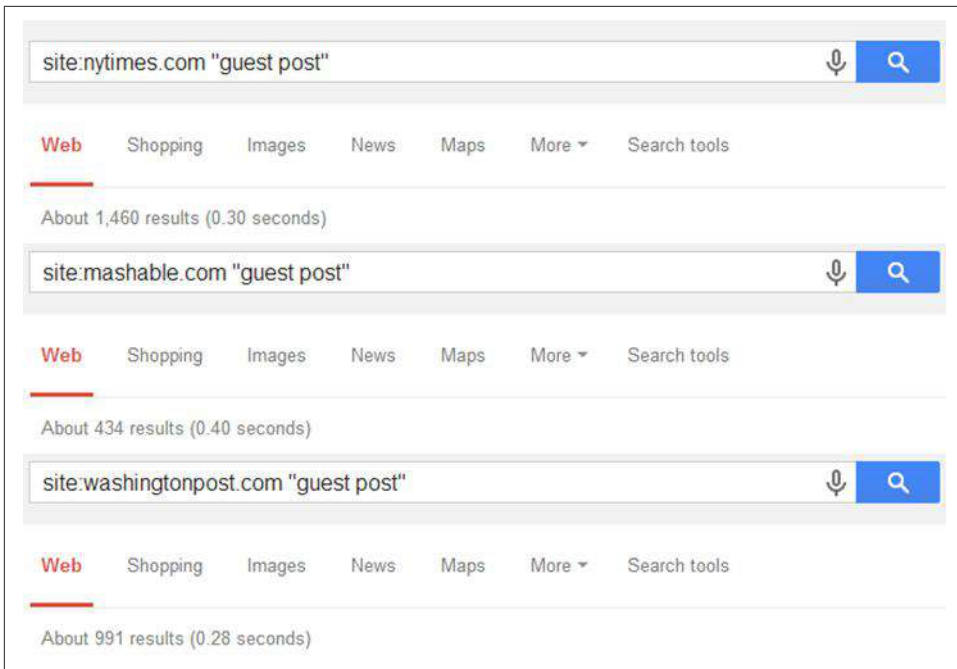 site:nytimes.com "guest post"
Web Shopping Images News Maps More Search tools
About 1,460 results (0.30 seconds)
site:mashable.com "guest post"
Web Shopping Images News Maps More Search tools
About 434 results (0.40 seconds)
site:washingtonpost.com "guest post"
Web Shopping Images News Maps More Search tools
About 991 results (0.28 seconds)